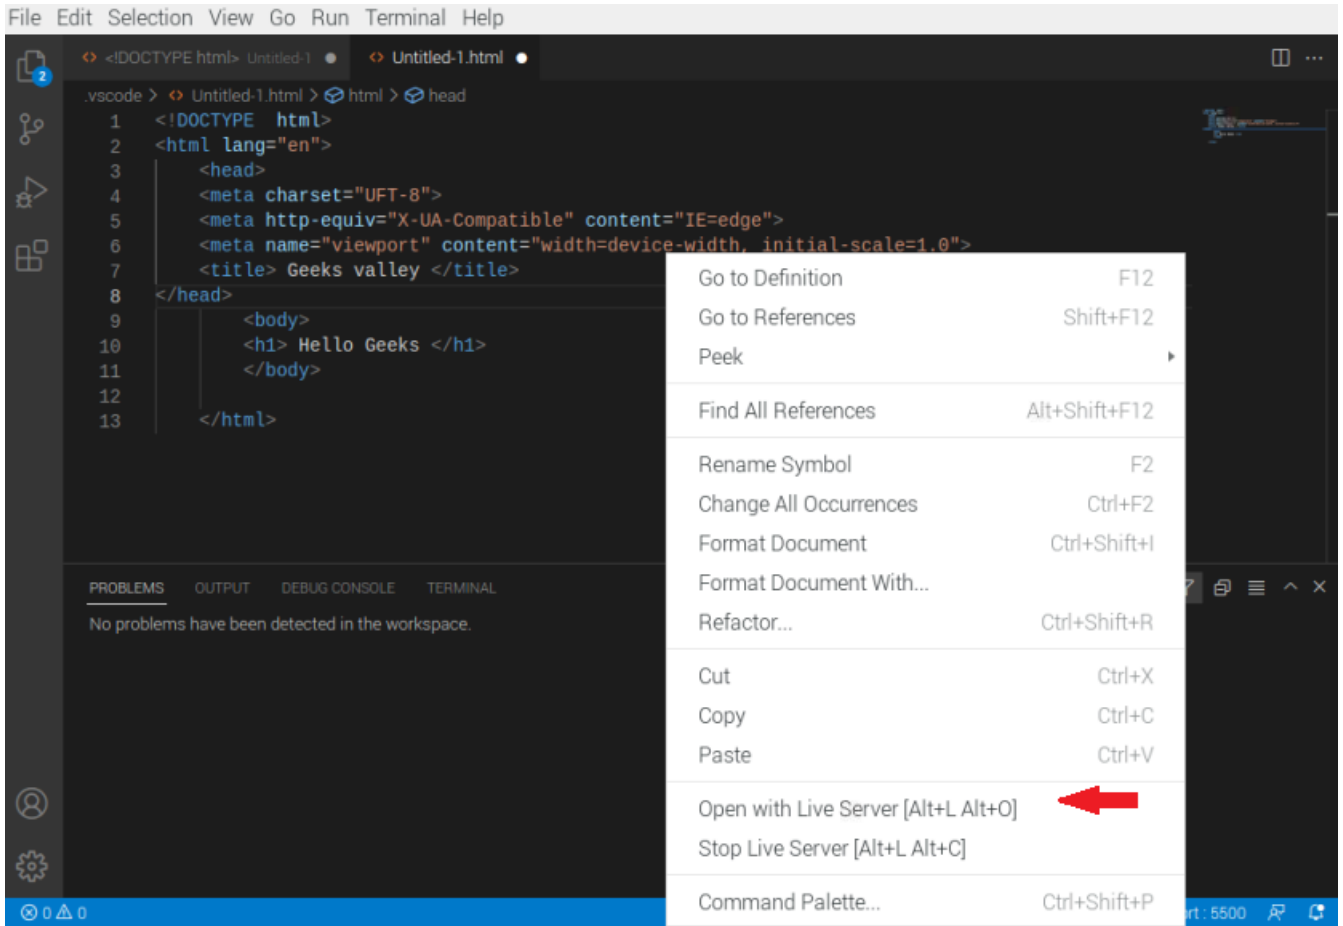 File Edit Selection View Go Run Terminal Help
<!DOCTYPE html> Untitled-1 Untitled-1.html
2
.vscode > Untitled-1.html > html > head
1 <!DOCTYPE html>
2 <html lang="en">
3 <head>
4 <meta charset="UFT-8">
5 <meta http-equiv="X-UA-Compatible" content="IE=edge">
6 <meta name="viewport" content="width=device-width, initial-scale=1.0">
7 <title> Geeks valley </title>
8 </head>
9 <body>
10 <h1> Hello Geeks </h1>
11 </body>
12
13 </html>
Go to Definition F12
Go to References Shift+F12
Peek
Find All References Alt+Shift+F12
Rename Symbol F2
Change All Occurrences Ctrl+F2
Format Document Ctrl+Shift+I
Format Document With...
Refactor... Ctrl+Shift+R
Cut Ctrl+X
Copy Ctrl+C
Paste Ctrl+V
Open with Live Server [Alt+L Alt+O]
Stop Live Server [Alt+L Alt+C]
Command Palette... Ctrl+Shift+P
PROBLEMS OUTPUT DEBUG CONSOLE TERMINAL
No problems have been detected in the workspace.
0 0
: 5500